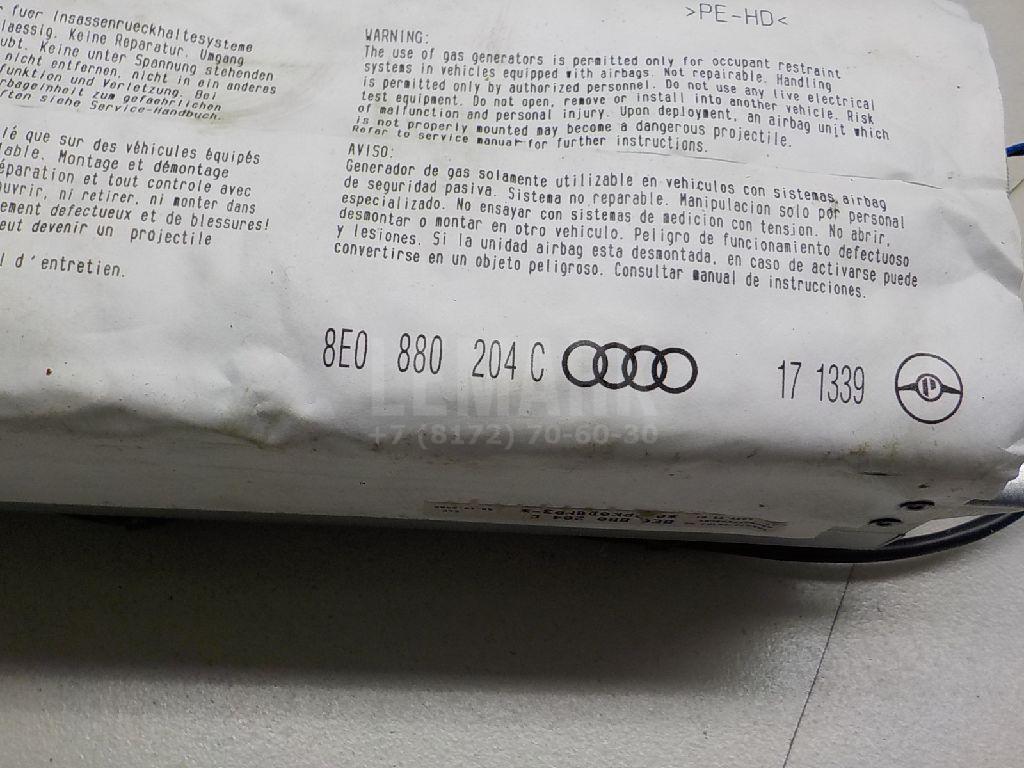 >PE-HD<
fuer Insassenrueckhaltesysteme
laessig. Keine Reparatur. Umgang
ubt. Keine unter Spannung stehenden
nicht entfernen, nicht in ein anderes
funktion und Verletzung. Bei
rbageinheit zum gefaehrlichen
ften siehe Service-Handbuch.
lé que sur des véhicules équipés
table. Montage et démontage
éparation et tout controle avec
ouvrir, ni retirer, ni monter dans
ement defectueux et de blessures!
eut devenir un projectile
l d'entretien.
WARNING:
The use of gas generators is permitted only for occupant restraint
systems in vehicles equipped with airbags. Not repairable. Handling
is permitted only by authorized personnel. Do not use any live electrical
test equipment. Do not open, remove or install into another vehicle. Risk
of malfunction and personal injury. Upon deployment, an airbag unit which
is not properly mounted may become a dangerous projectile.
Refer to service manual for further instructions.
AVISO:
Generador de gas solamente utilizable en vehiculos con sistemas airbag
de seguridad pasiva. Sistema no reparable. Manipulacion solo por personal
especializado. No ensayar con sistemas de medicion con tension. No abrir,
desmontar o montar en otro vehiculo. Peligro de funcionamiento defectuoso
y lesiones. Si la unidad airbag esta desmontada, en caso de activarse puede
convertirse en un objeto peligroso. Consultar manual de instrucciones.
8E0 880 204 C 17 1339
LEMARK
+7 (8172) 70-60-30